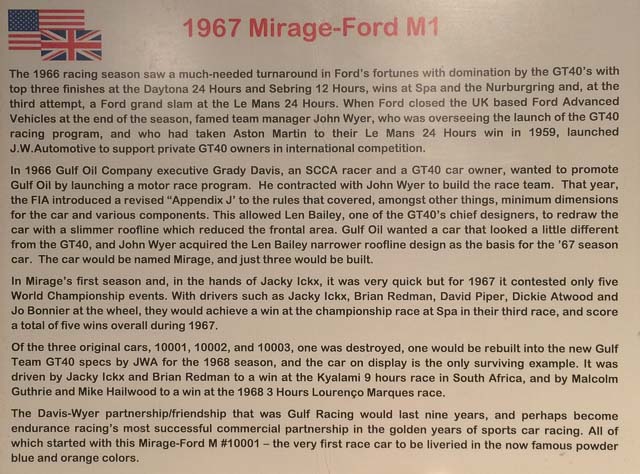 1967 Mirage-Ford M1
The 1966 racing season saw a much-needed turnaround in Ford's fortunes with domination by the GT40's with
top three finishes at the Daytona 24 Hours and Sebring 12 Hours, wins at Spa and the Nurburgring and, at
the third attempt, a Ford grand slam at the Le Mans 24 Hours. When Ford closed the UK based Ford Advanced
Vehicles at the end of the season, famed team manager John Wyer, who was overseeing the launch of the GT40
racing program, and who had taken Aston Martin to their Le Mans 24 Hours win in 1959, launched
J.W.Automotive to support private GT40 owners in international competition.
In 1966 Gulf Oil Company executive Grady Davis, an SCCA racer and a GT40 car owner, wanted to promote
Gulf Oil by launching a motor race program. He contracted with John Wyer to build the race team. That year,
the FIA introduced a revised "Appendix J' to the rules that covered, amongst other things, minimum dimensions
for the car and various components. This allowed Len Bailey, one of the GT40's chief designers, to redraw the
car with a slimmer roofline which reduced the frontal area. Gulf Oil wanted a car that looked a little different
from the GT40, and John Wyer acquired the Len Bailey narrower roofline design as the basis for the '67 season
car. The car would be named Mirage, and just three would be built.
In Mirage's first season and, in the hands of Jacky Ickx, it was very quick but for 1967 it contested only five
World Championship events. With drivers such as Jacky Ickx, Brian Redman, David Piper, Dickie Atwood and
Jo Bonnier at the wheel, they would achieve a win at the championship race at Spa in their third race, and score
a total of five wins overall during 1967.
Of the three original cars, 10001, 10002, and 10003, one was destroyed, one would be rebuilt into the new Gulf
Team GT40 specs by JWA for the 1968 season, and the car on display is the only surviving example. It was
driven by Jacky Ickx and Brian Redman to a win at the Kyalami 9 hours race in South Africa, and by Malcolm
Guthrie and Mike Hailwood to a win at the 1968 3 Hours Lourenço Marques race.
The Davis-Wyer partnership/friendship that was Gulf Racing would last nine years, and perhaps become
endurance racing's most successful commercial partnership in the golden years of sports car racing. All of
which started with this Mirage-Ford M #10001 – the very first race car to be liveried in the now famous powder
blue and orange colors.